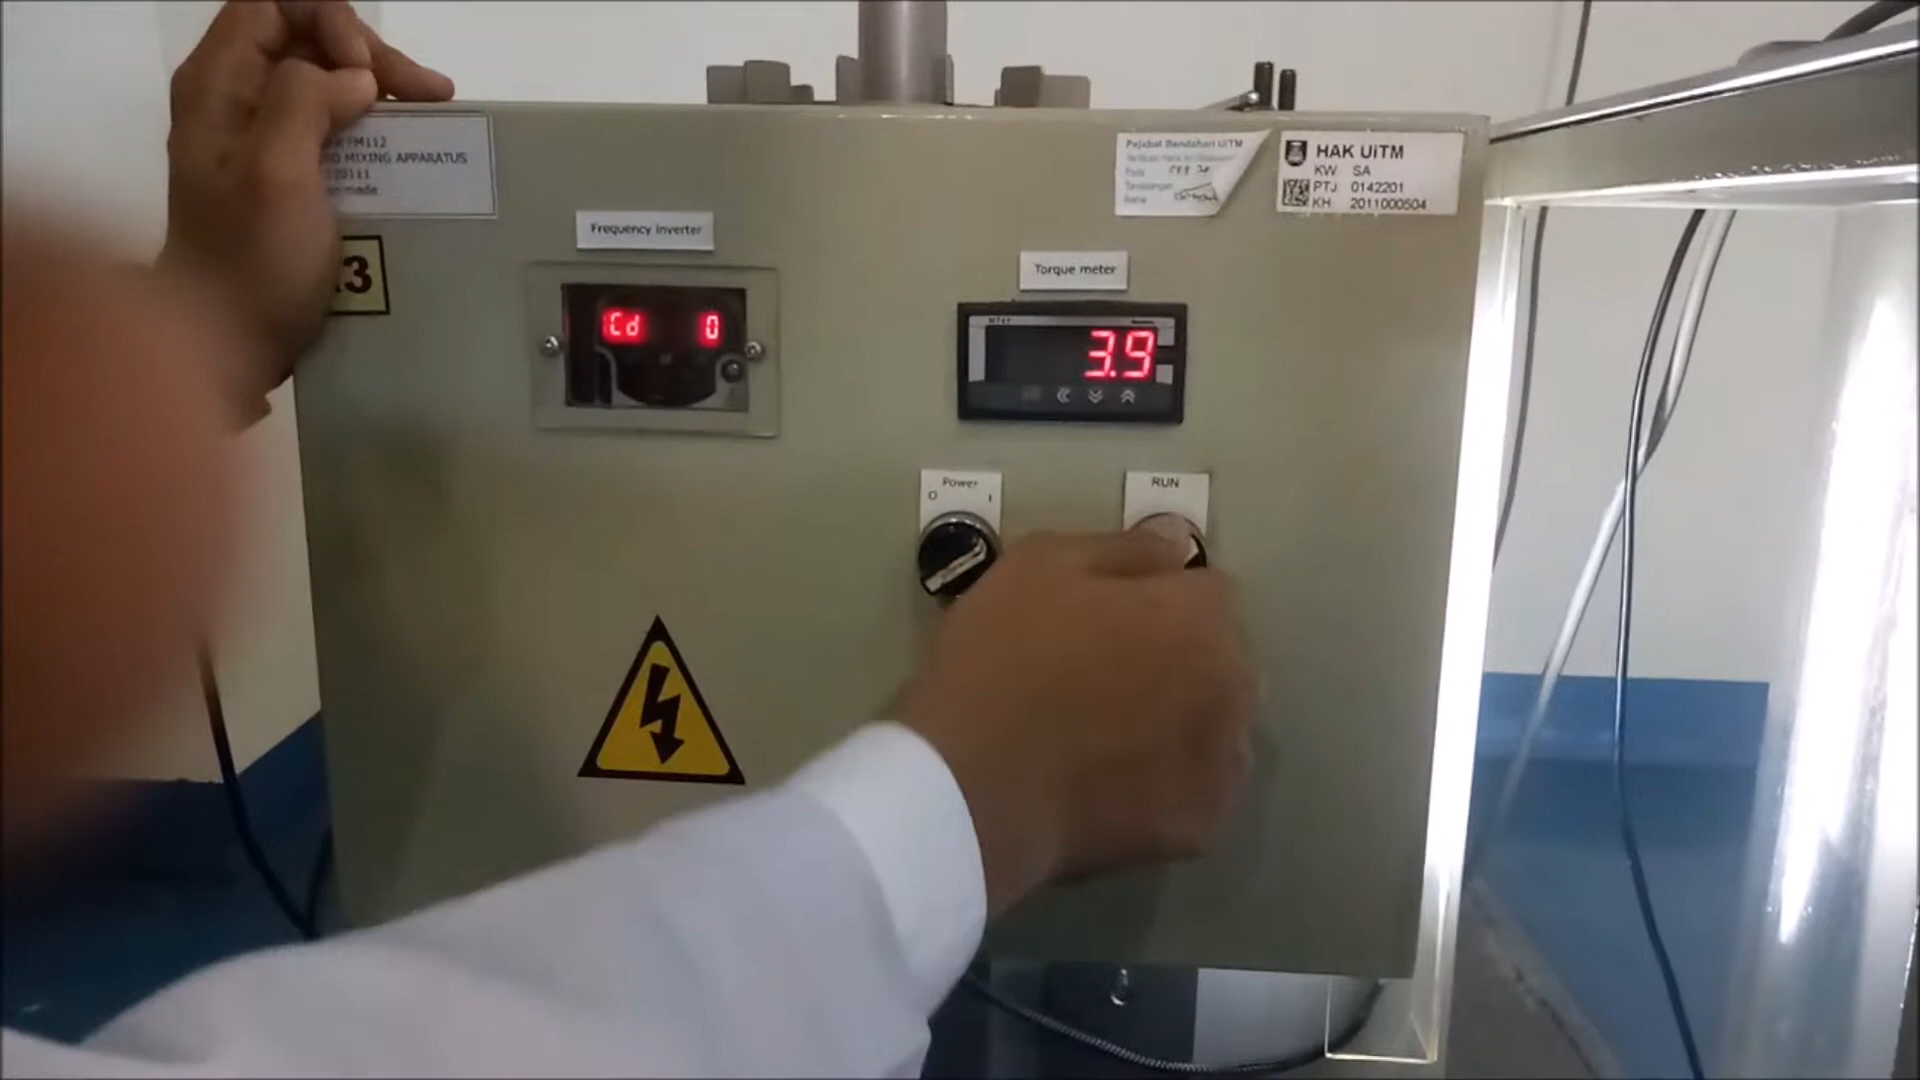 FM112
MIXING APPARATUS
20111
made
Pejabat Bendahari UiTM
HAK UiTM
KW SA
PTJ 0142201
KH 2011000504
3
Frequency Inverter
Torque meter
Cd 0
3.9
Power
O I
RUN